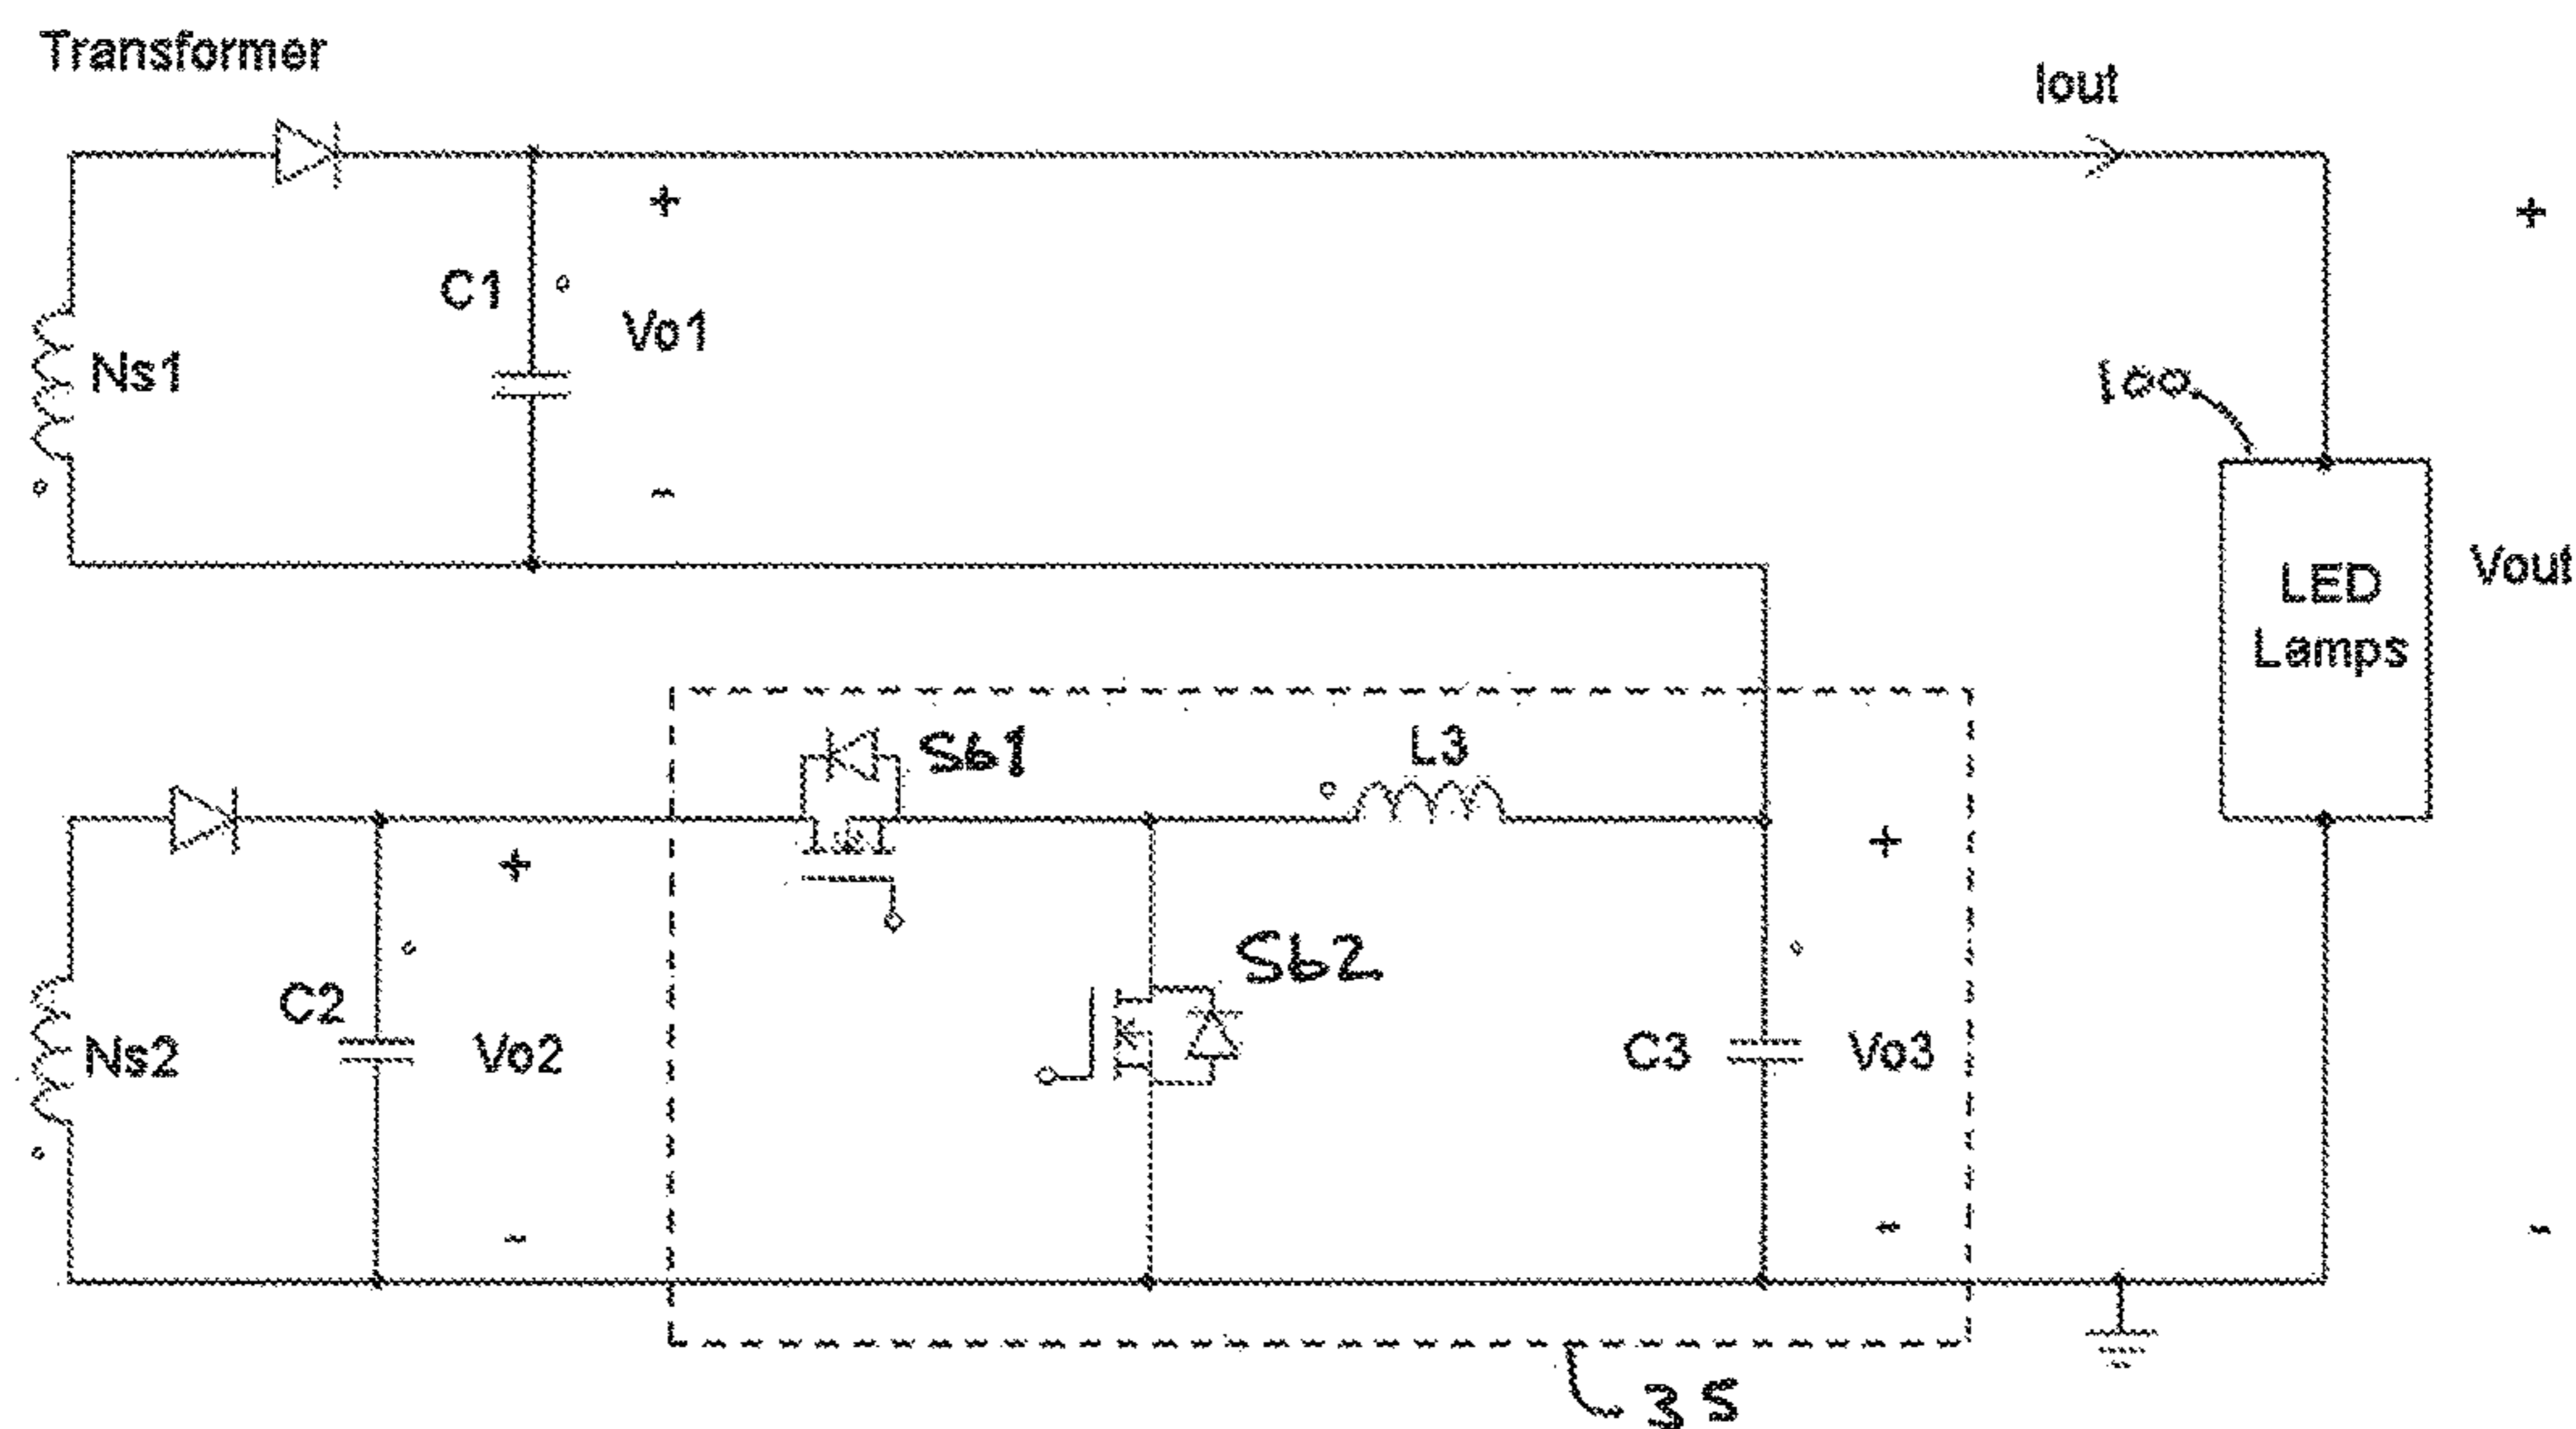 Transformer
Iout
+
+
C1
Vo1
Ns1
100
-
LED
Lamps
Vout
Sb1
L3
+
+
Sb2
C2
Ns2
Vo2
C3
Vo3
-
-
-
35